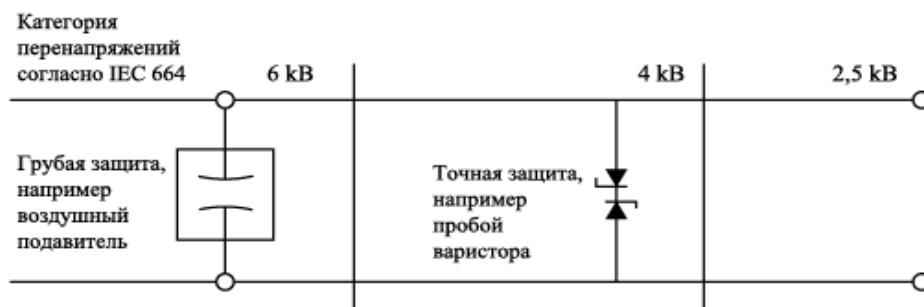 Категория
перенапряжений
согласно IEC 664
6 kB
4 kB
2,5 kB
Грубая защита,
например
воздушный
подавитель
Точная защита,
например
пробой
варистора